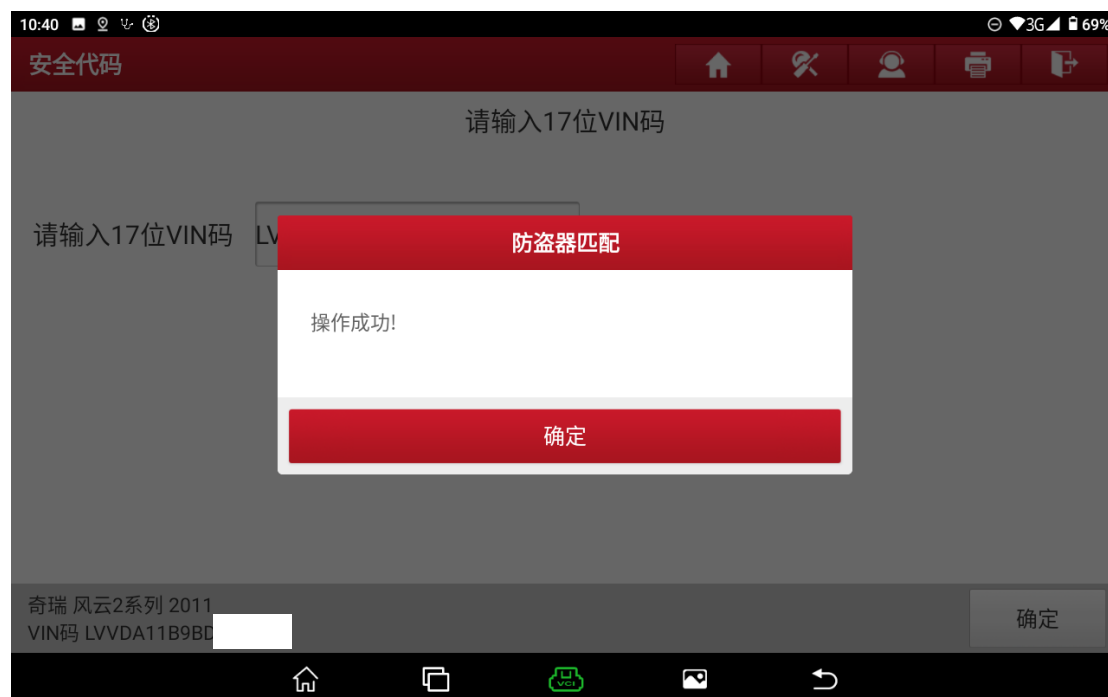 10:40
3G 69%
安全代码
请输入17位VIN码
请输入17位VIN码 LV
防盗器匹配
操作成功!
确定
奇瑞 风云2系列 2011
VIN码 LVVDA11B9BD
确定
VCI